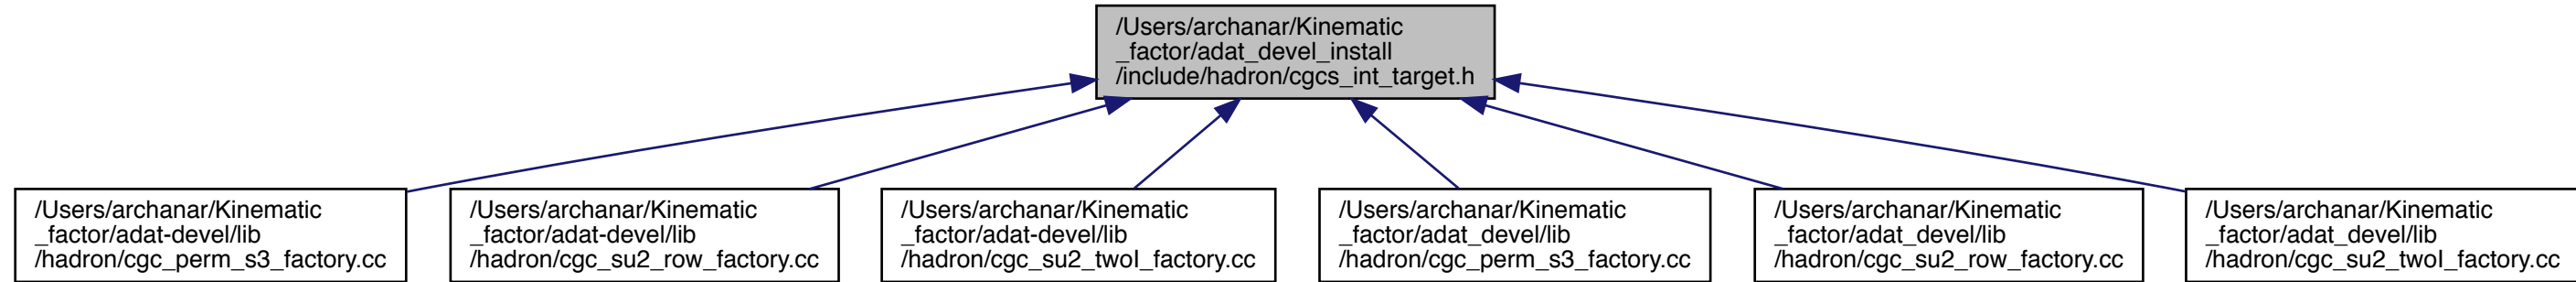 /Users/archanar/Kinematic
_factor/adat_devel_install
/include/hadron/cgcs_int_target.h
/Users/archanar/Kinematic
_factor/adat-devel/lib
/hadron/cgc_perm_s3_factory.cc
/Users/archanar/Kinematic
_factor/adat-devel/lib
/hadron/cgc_su2_row_factory.cc
/Users/archanar/Kinematic
_factor/adat-devel/lib
/hadron/cgc_su2_twoI_factory.cc
/Users/archanar/Kinematic
_factor/adat_devel/lib
/hadron/cgc_perm_s3_factory.cc
/Users/archanar/Kinematic
_factor/adat_devel/lib
/hadron/cgc_su2_row_factory.cc
/Users/archanar/Kinematic
_factor/adat_devel/lib
/hadron/cgc_su2_twoI_factory.cc